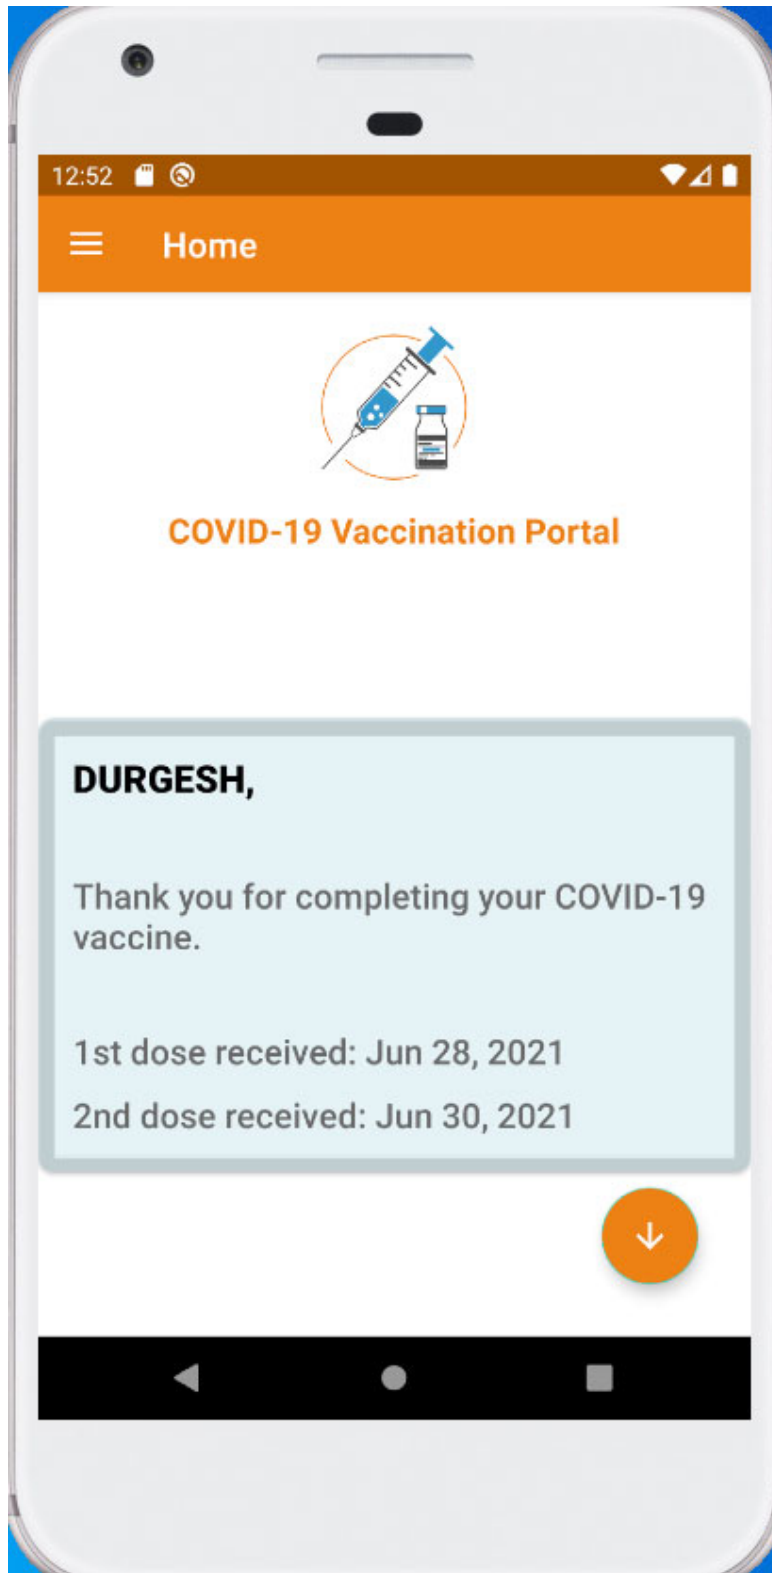 12:52
Home
COVID-19 Vaccination Portal
DURGESH,
Thank you for completing your COVID-19
vaccine.
1st dose received: Jun 28, 2021
2nd dose received: Jun 30, 2021